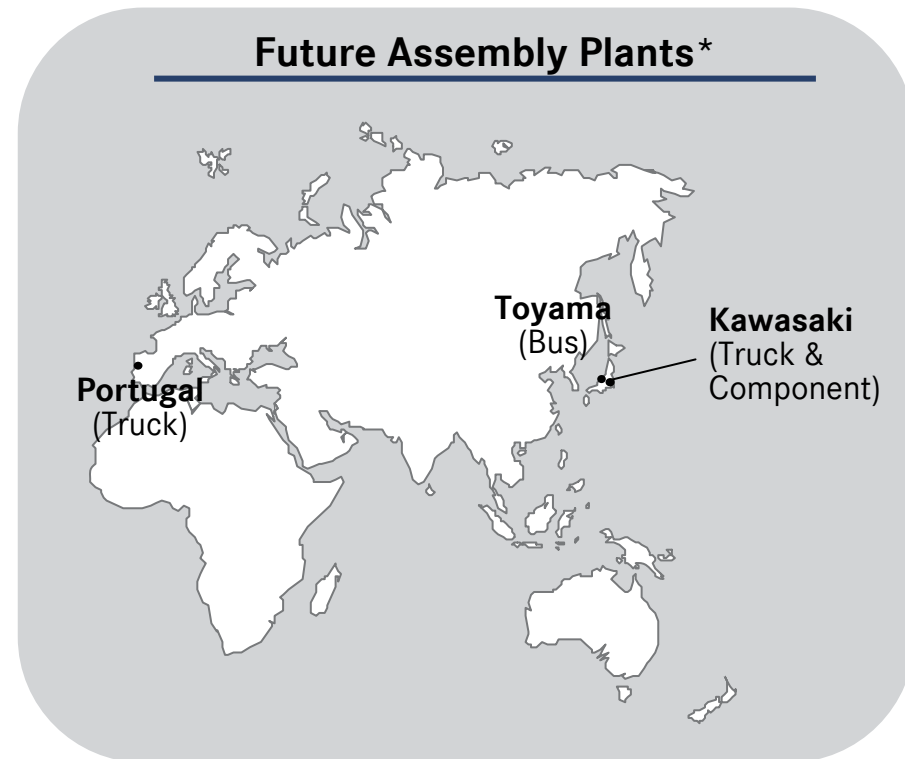 Future Assembly Plants*
Toyama
(Bus)
Kawasaki
(Truck &
Component)
Portugal
(Truck)